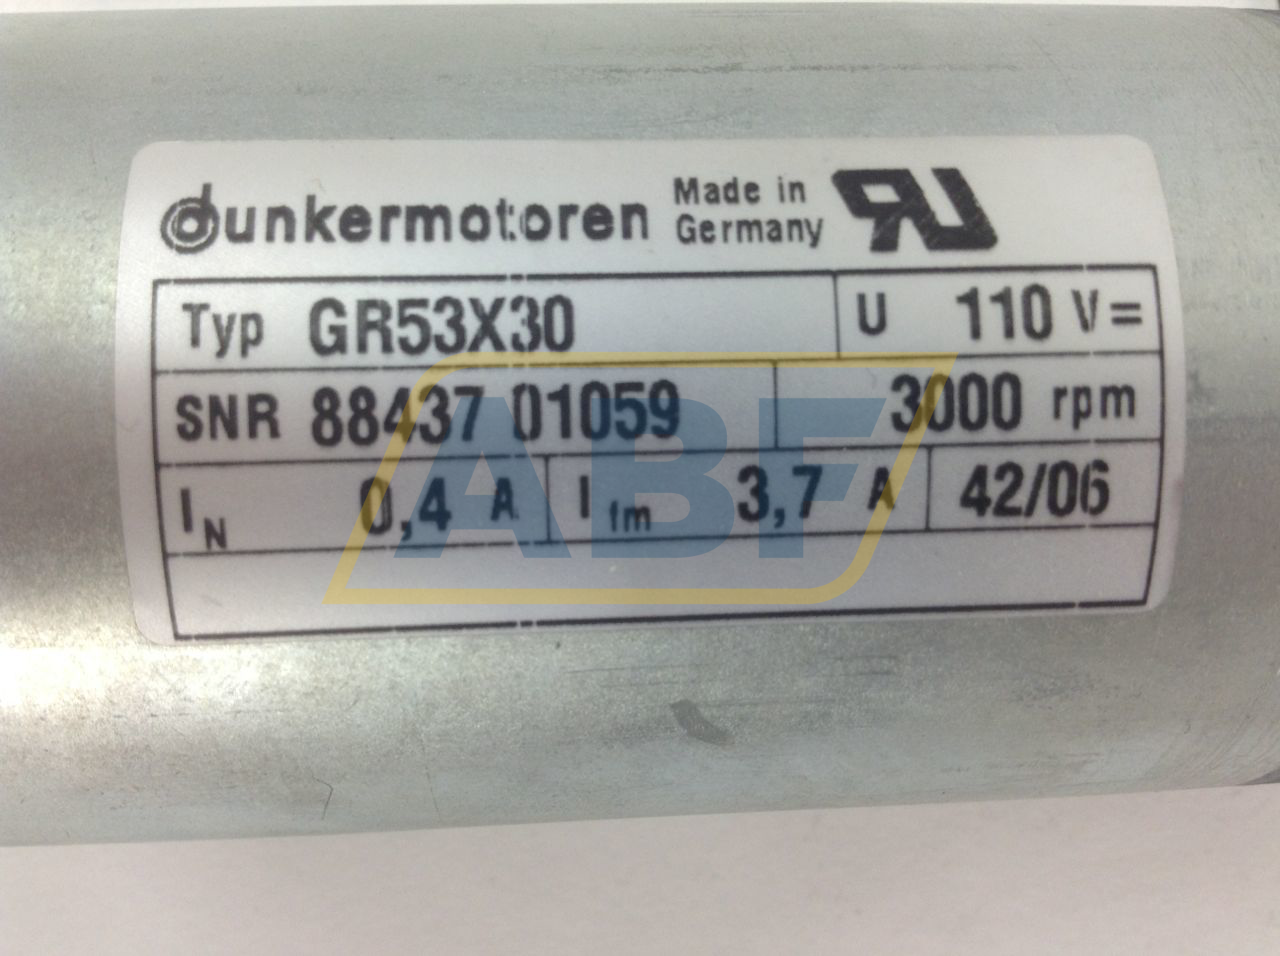 dunkermotoren Made in Germany RU
Typ GR53X30 U 110 V=
SNR 88437 01059 3000 rpm
IN 0,4 A Ifm 3,7 A 42/06
ABF